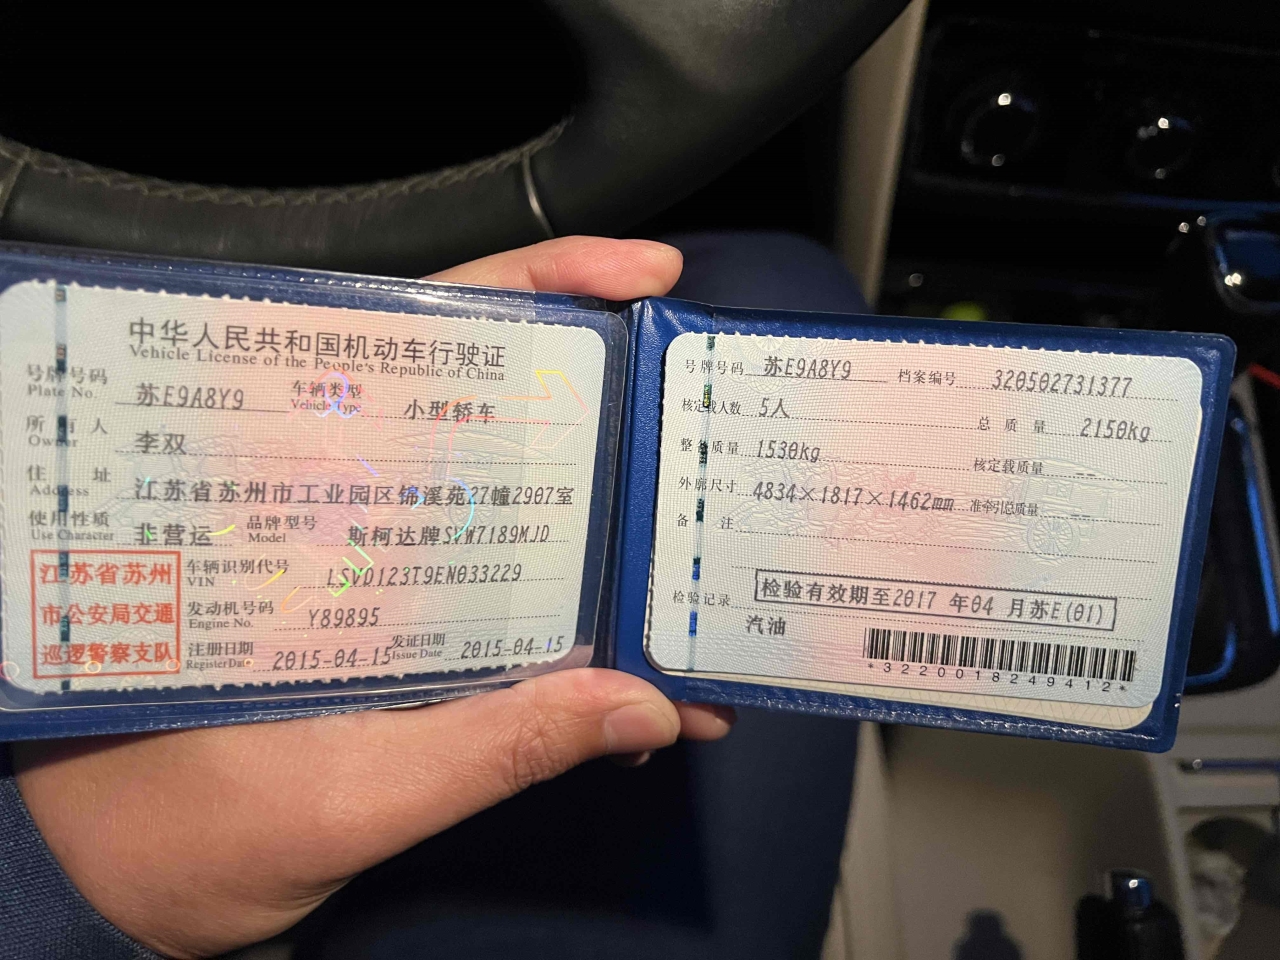 中华人民共和国机动车行驶证
Vehicle License of the People's Republic of China
号牌号码 苏E9A8Y9 车辆类型 小型轿车
Plate No. Vehicle Type
所有人 李双
Owner
住址 江苏省苏州市工业园区锦溪苑27幢2907室
Address
使用性质 非营运 品牌型号 斯柯达牌SVW7189MJD
Use Character Model
江苏省苏州
市公安局交通
巡逻警察支队
车辆识别代号 LSVD123T9EN033229
VIN
发动机号码 Y89895
Engine No.
注册日期 2015-04-15 发证日期 2015-04-15
Register Date Issue Date
号牌号码 苏E9A8Y9 档案编号 320502731377
核定载人数 5人 总质量 2150kg
整备质量 1530kg 核定载质量 --
外廓尺寸 4834×1817×1462mm 准牵引总质量 --
备注
检验记录 检验有效期至2017 年04 月苏E(01)
汽油
*3220018249412*